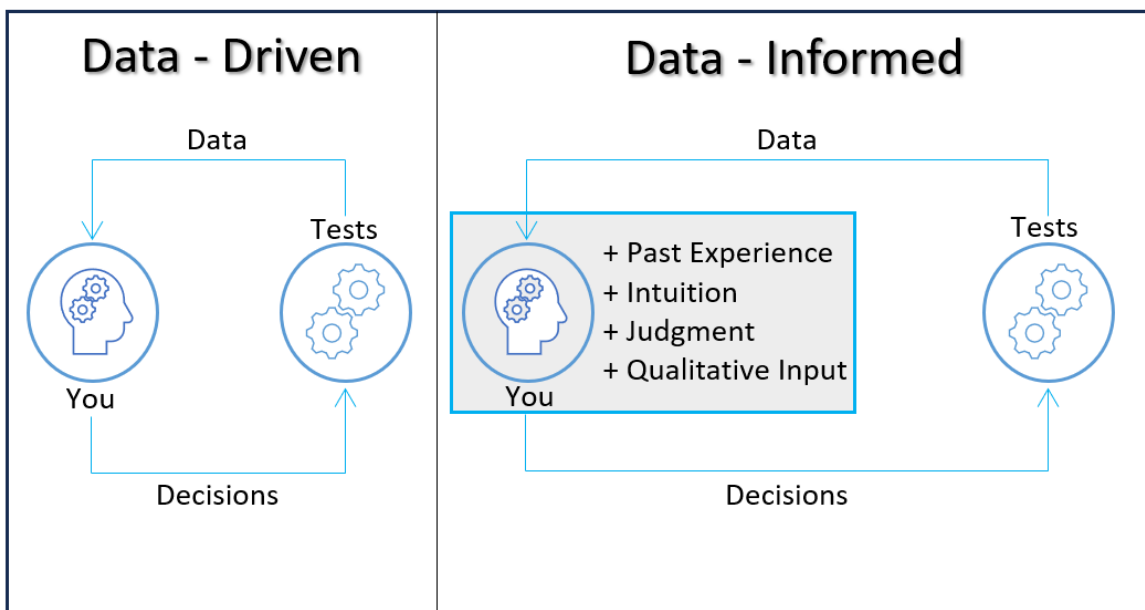 Data - Driven
Data
Tests
You
Decisions
Data - Informed
Data
Tests
+ Past Experience
+ Intuition
+ Judgment
+ Qualitative Input
You
Decisions